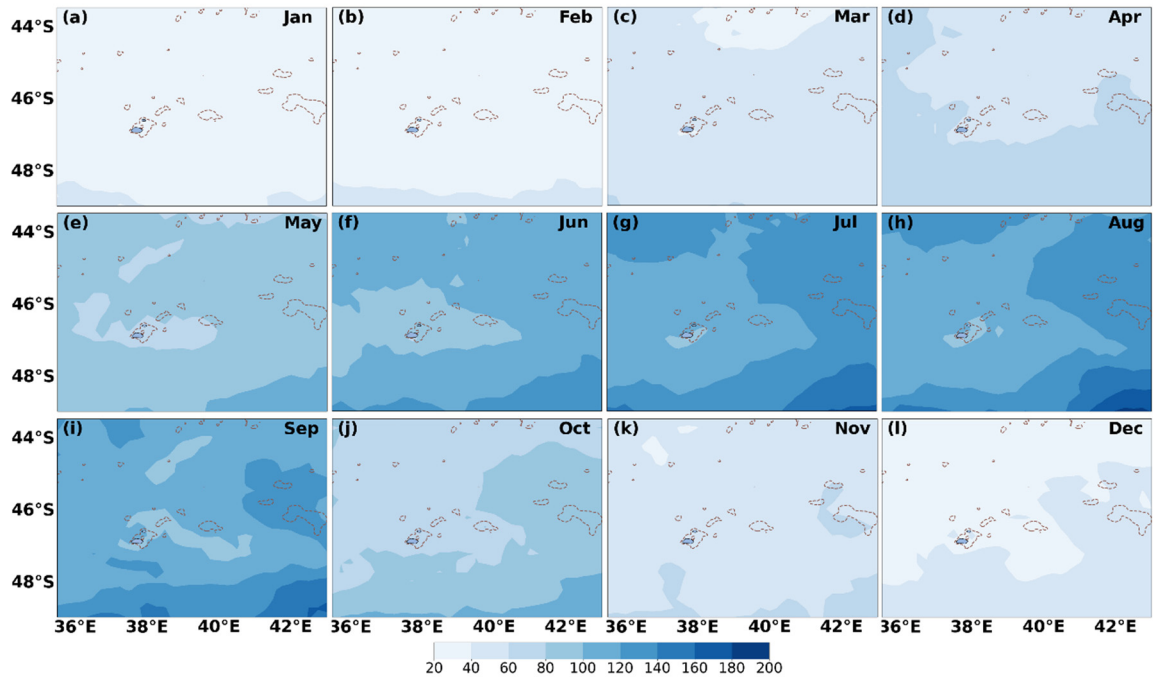 (a) Jan (b) Feb (c) Mar (d) Apr
44°S
46°S
48°S
(e) May (f) Jun (g) Jul (h) Aug
44°S
46°S
48°S
(i) Sep (j) Oct (k) Nov (l) Dec
44°S
46°S
48°S
36°E 38°E 40°E 42°E 36°E 38°E 40°E 42°E 36°E 38°E 40°E 42°E 36°E 38°E 40°E 42°E
20 40 60 80 100 120 140 160 180 200